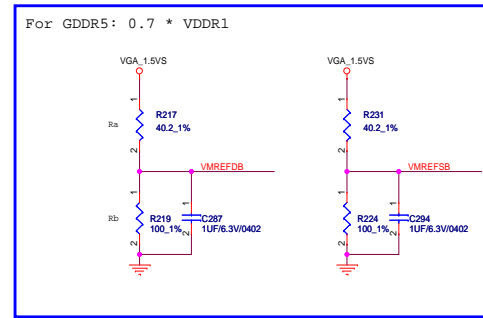 For GDDR5: 0.7 * VDDR1
VGA_1.5VS
VGA_1.5VS
1
R217
Ra
40.2_1%
2
1
R231
40.2_1%
2
VMREFDB
VMREFSB
1
Rb
R219
100_1%
2
1
C287
1UF/6.3V/0402
2
1
R224
100_1%
2
1
C294
1UF/6.3V/0402
2